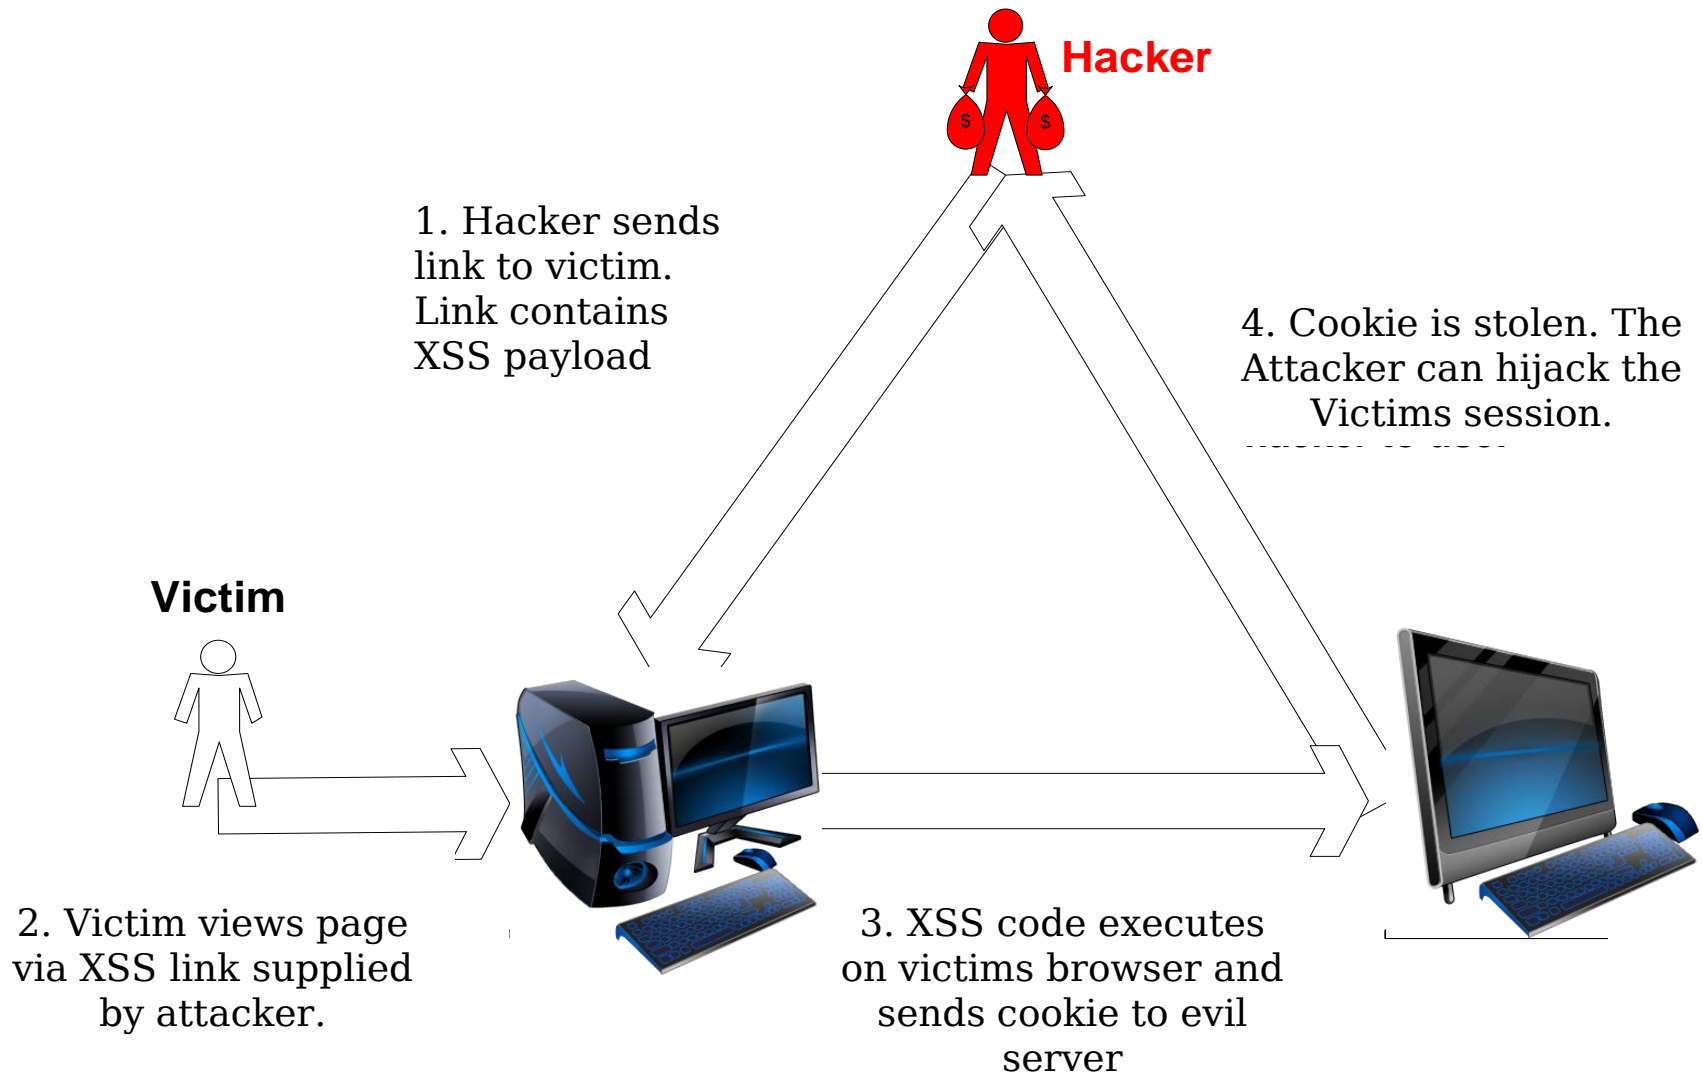 Hacker
$ $
1. Hacker sends
link to victim.
Link contains
XSS payload
4. Cookie is stolen. The
Attacker can hijack the
Victims session.
Victim
2. Victim views page
via XSS link supplied
by attacker.
3. XSS code executes
on victims browser and
sends cookie to evil
server